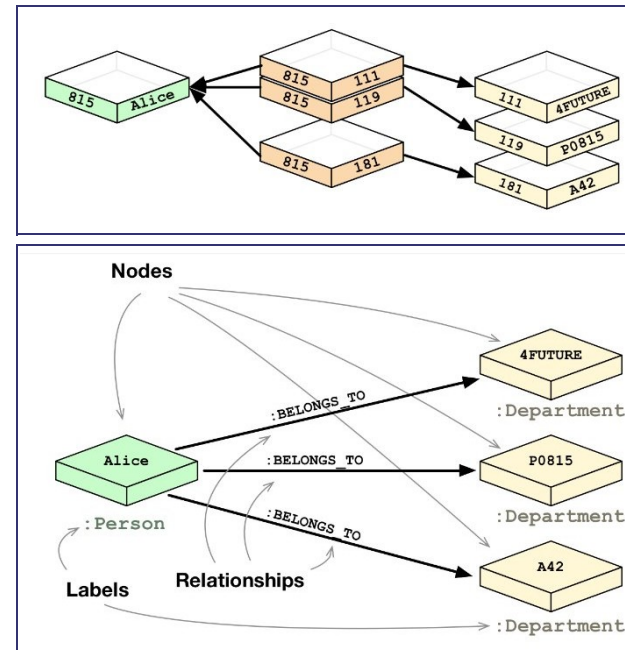 815 Alice
815 111
815 119
815 181
111 4FUTURE
119 P0815
181 A42
Nodes
4FUTURE
:Department
:BELONGS_TO
Alice
:Person
:BELONGS_TO
P0815
:Department
:BELONGS_TO
A42
:Department
Labels
Relationships